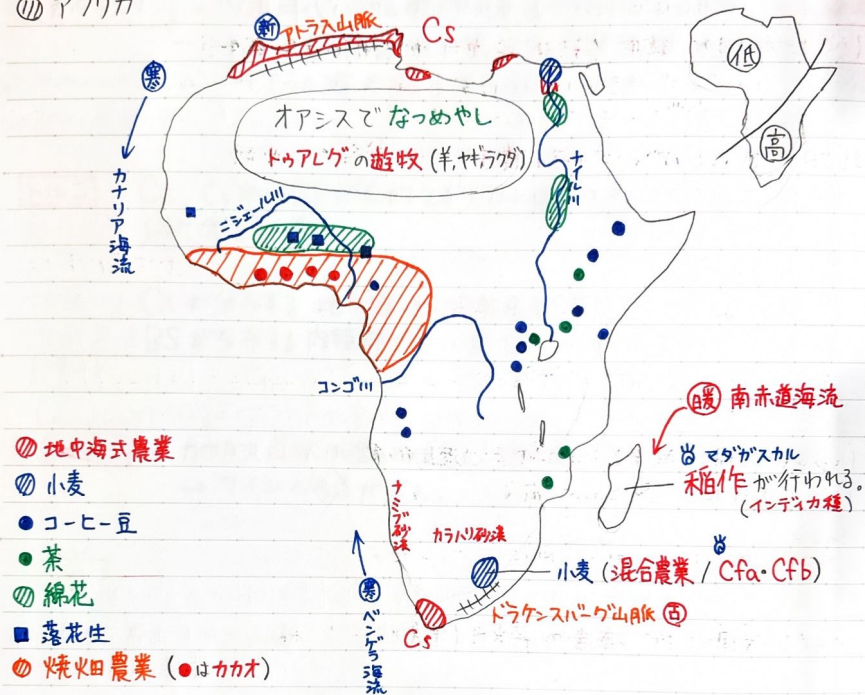 ⑪ アフリカ
新 アトラス山脈
Cs
寒
カナリア海流
オアシスで なつめやし
トゥアレグ の 遊牧 (羊,ヤギ,ラクダ)
ナイル川
低
高
ニジェール川
コンゴ川
暖 南赤道海流
マダガスカル
稲作 が行われる。
(インディカ種)
ナミブ砂漠
カラハリ砂漠
小麦 (混合農業 / Cfa・Cfb)
ドラケンスバーグ山脈 古
Cs
寒
ベンゲラ海流
地中海式農業
小麦
コーヒー豆
茶
綿花
落花生
焼畑農業 (●はカカオ)